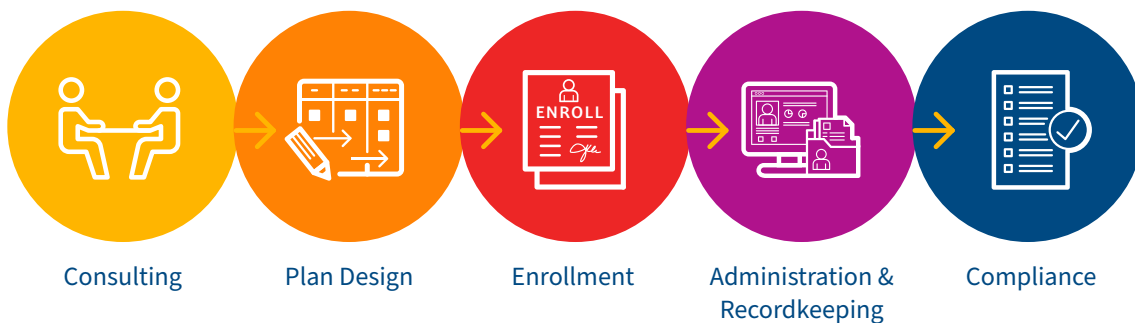 ENROLL
Consulting
Plan Design
Enrollment
Administration &
Recordkeeping
Compliance